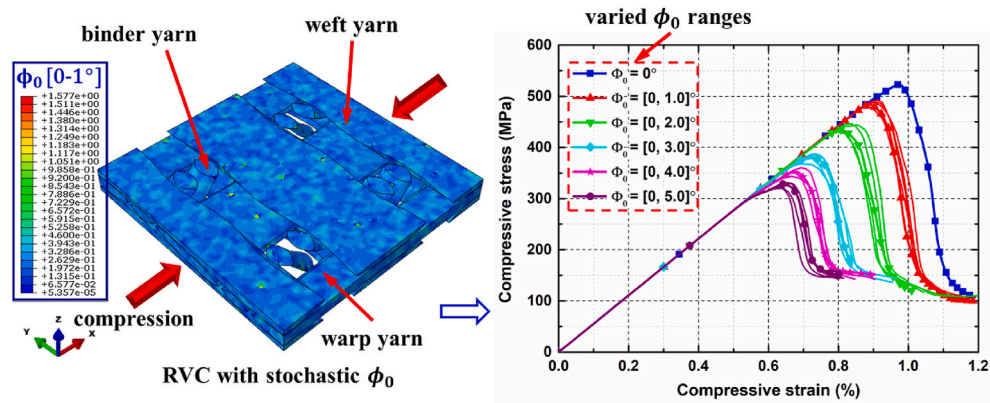 binder yarn
weft yarn
ϕ₀ [0-1°]
+1.577e+00
+1.511e+00
+1.446e+00
+1.380e+00
+1.314e+00
+1.249e+00
+1.183e+00
+1.117e+00
+1.051e+00
+9.858e-01
+9.200e-01
+8.543e-01
+7.886e-01
+7.229e-01
+6.572e-01
+5.915e-01
+5.258e-01
+4.600e-01
+3.943e-01
+3.286e-01
+2.629e-01
+1.972e-01
+1.315e-01
+6.577e-02
+5.357e-05
compression
warp yarn
Z
Y
X
RVC with stochastic ϕ₀
varied ϕ₀ ranges
Φ₀ = 0°
Φ₀ = [0, 1.0]°
Φ₀ = [0, 2.0]°
Φ₀ = [0, 3.0]°
Φ₀ = [0, 4.0]°
Φ₀ = [0, 5.0]°
Compressive stress (MPa)
600
500
400
300
200
100
0
0.0 0.2 0.4 0.6 0.8 1.0 1.2
Compressive strain (%)